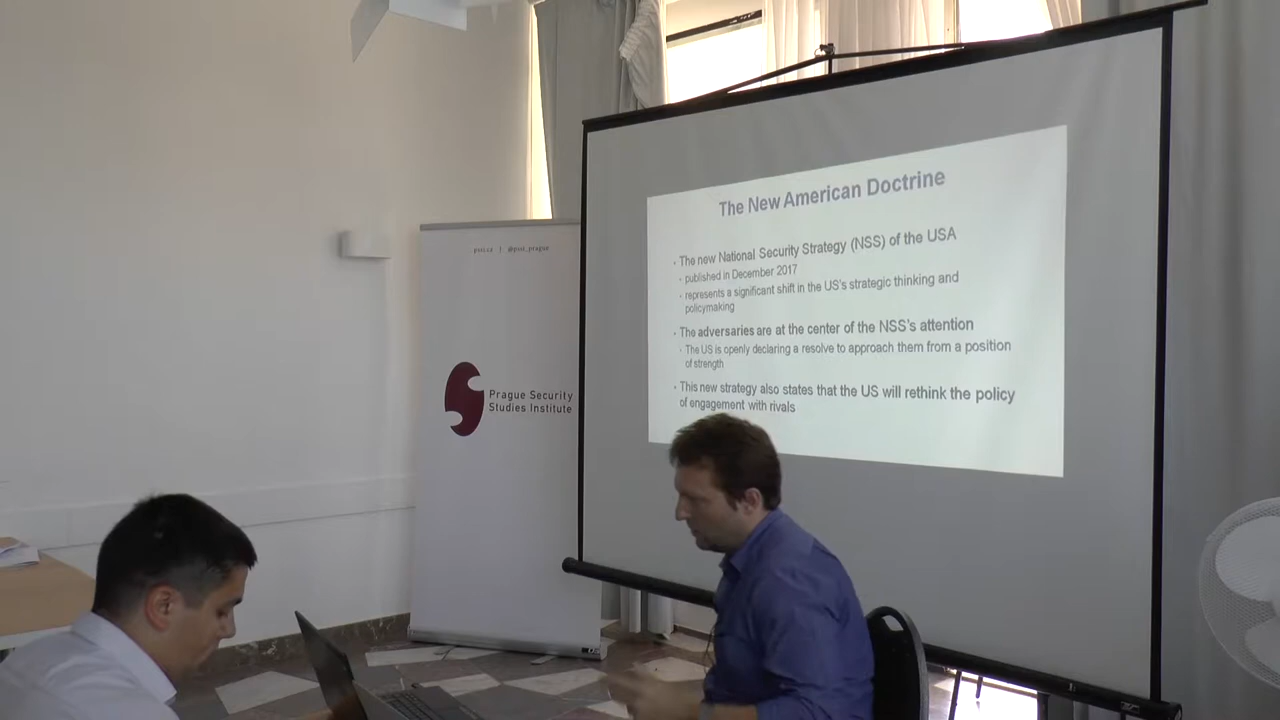 pssi.cz | @pssi_prague
Prague Security
Studies Institute
The New American Doctrine
The new National Security Strategy (NSS) of the USA
published in December 2017
represents a significant shift in the US's strategic thinking and
policymaking
The adversaries are at the center of the NSS's attention
The US is openly declaring a resolve to approach them from a position
of strength
This new strategy also states that the US will rethink the policy
of engagement with rivals